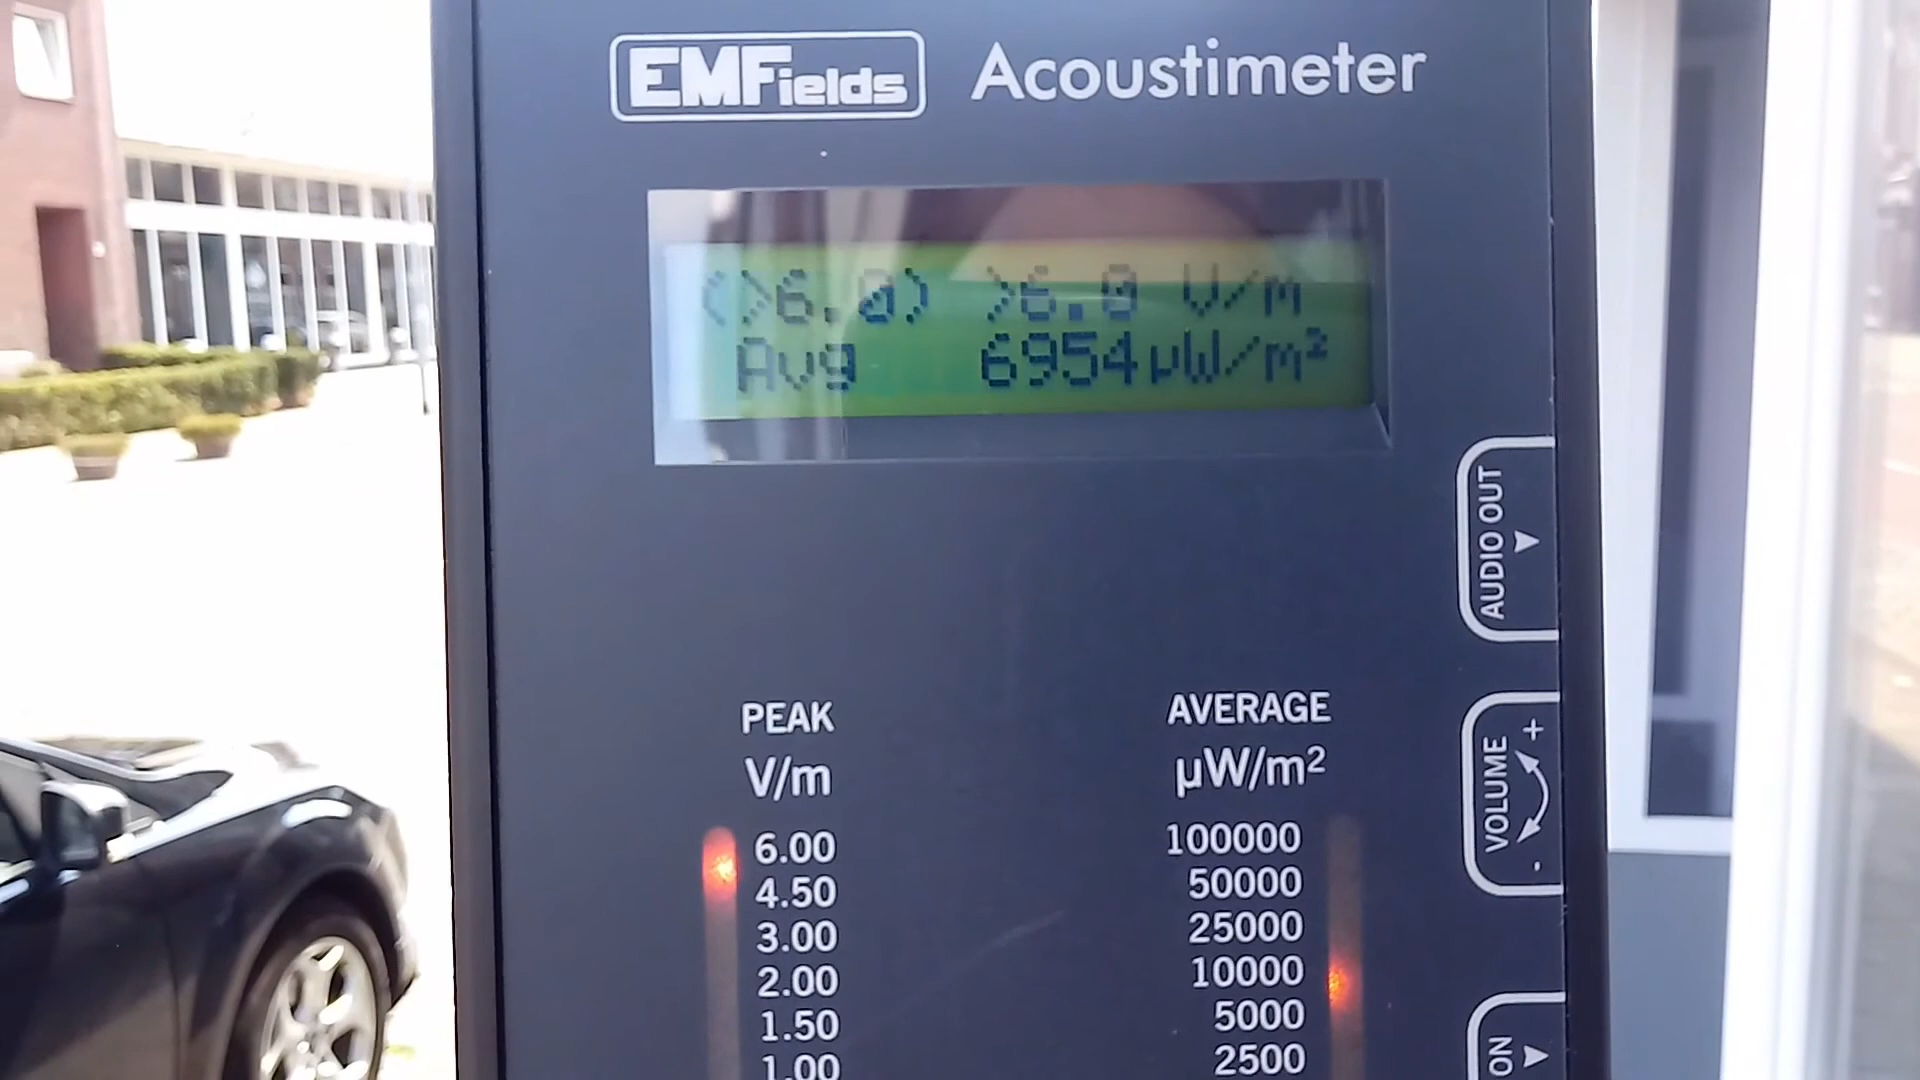 EMFields Acoustimeter
(>6.0) >6.0 V/m
Avg 6954µW/m²
AUDIO OUT
PEAK
V/m
6.00
4.50
3.00
2.00
1.50
1.00
AVERAGE
µW/m²
100000
50000
25000
10000
5000
2500
- VOLUME +
ON